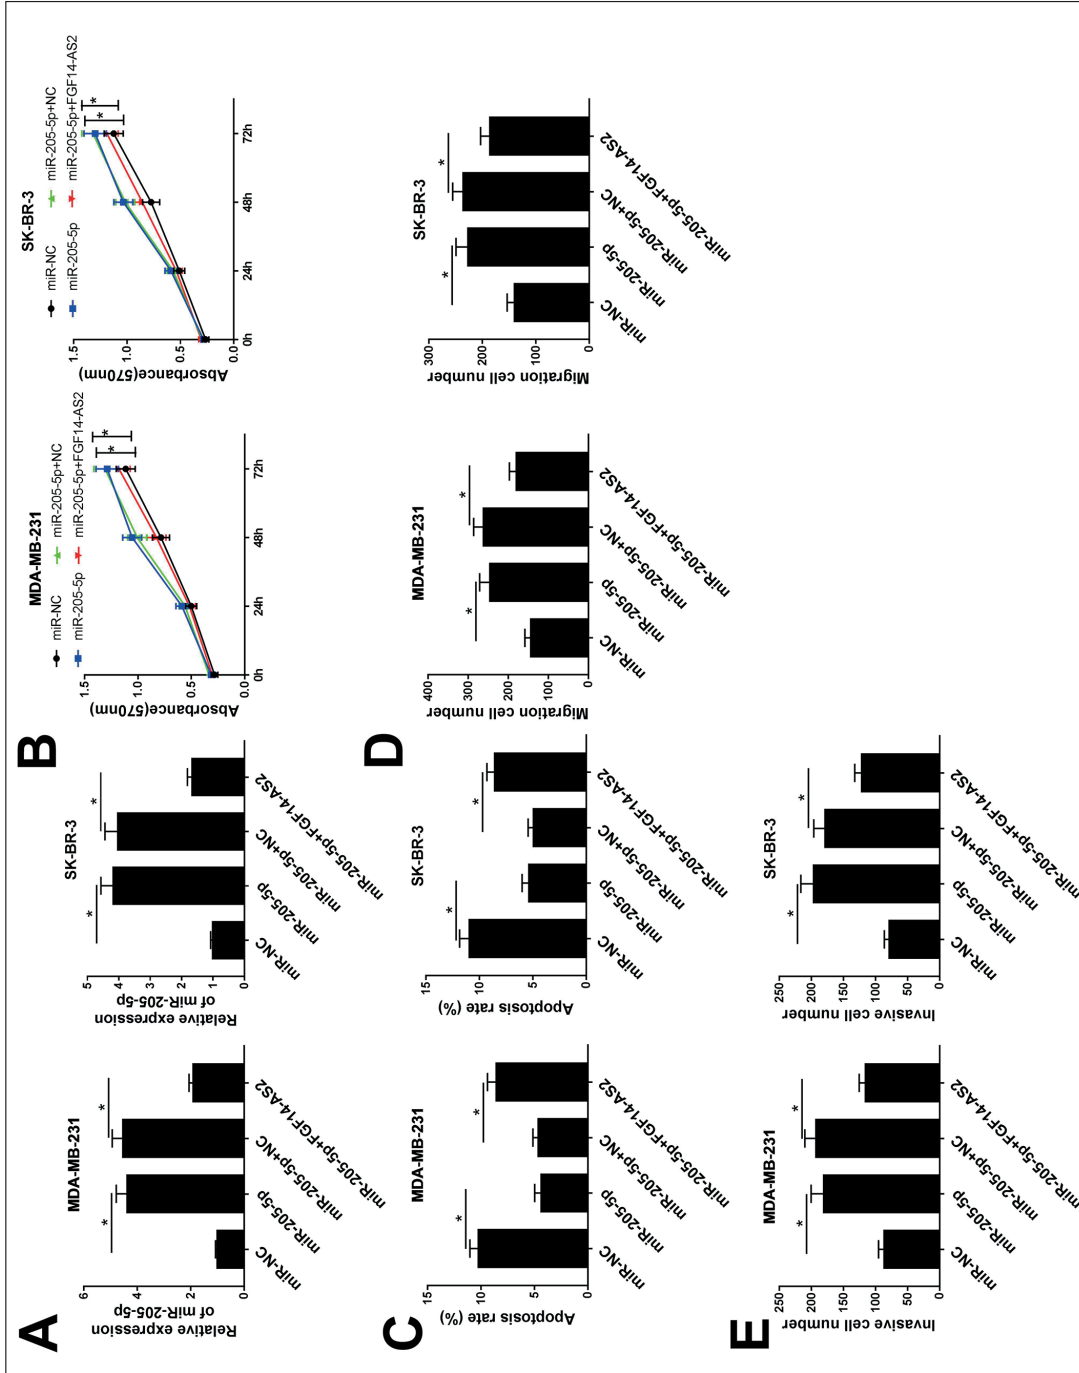 A
MDA-MB-231
Relative expression
of miR-205-5p
6
4
2
0
miR-NC
miR-205-5p
miR-205-5p+NC
miR-205-5p+FGF14-AS2
*
*
SK-BR-3
Relative expression
of miR-205-5p
5
4
3
2
1
0
miR-NC
miR-205-5p
miR-205-5p+NC
miR-205-5p+FGF14-AS2
*
*
B
MDA-MB-231
miR-NC
miR-205-5p+NC
miR-205-5p
miR-205-5p+FGF14-AS2
Absorbance(570nm)
1.5
1.0
0.5
0.0
0h
24h
48h
72h
*
*
SK-BR-3
miR-NC
miR-205-5p+NC
miR-205-5p
miR-205-5p+FGF14-AS2
Absorbance(570nm)
1.5
1.0
0.5
0.0
0h
24h
48h
72h
*
*
C
MDA-MB-231
Apoptosis rate (%)
15
10
5
0
miR-NC
miR-205-5p
miR-205-5p+NC
miR-205-5p+FGF14-AS2
*
*
SK-BR-3
Apoptosis rate (%)
15
10
5
0
miR-NC
miR-205-5p
miR-205-5p+NC
miR-205-5p+FGF14-AS2
*
*
D
MDA-MB-231
Migration cell number
400
300
200
100
0
miR-NC
miR-205-5p
miR-205-5p+NC
miR-205-5p+FGF14-AS2
*
*
SK-BR-3
Migration cell number
300
200
100
0
miR-NC
miR-205-5p
miR-205-5p+NC
miR-205-5p+FGF14-AS2
*
*
E
MDA-MB-231
Invasive cell number
250
200
150
100
50
0
miR-NC
miR-205-5p
miR-205-5p+NC
miR-205-5p+FGF14-AS2
*
*
SK-BR-3
Invasive cell number
250
200
150
100
50
0
miR-NC
miR-205-5p
miR-205-5p+NC
miR-205-5p+FGF14-AS2
*
*